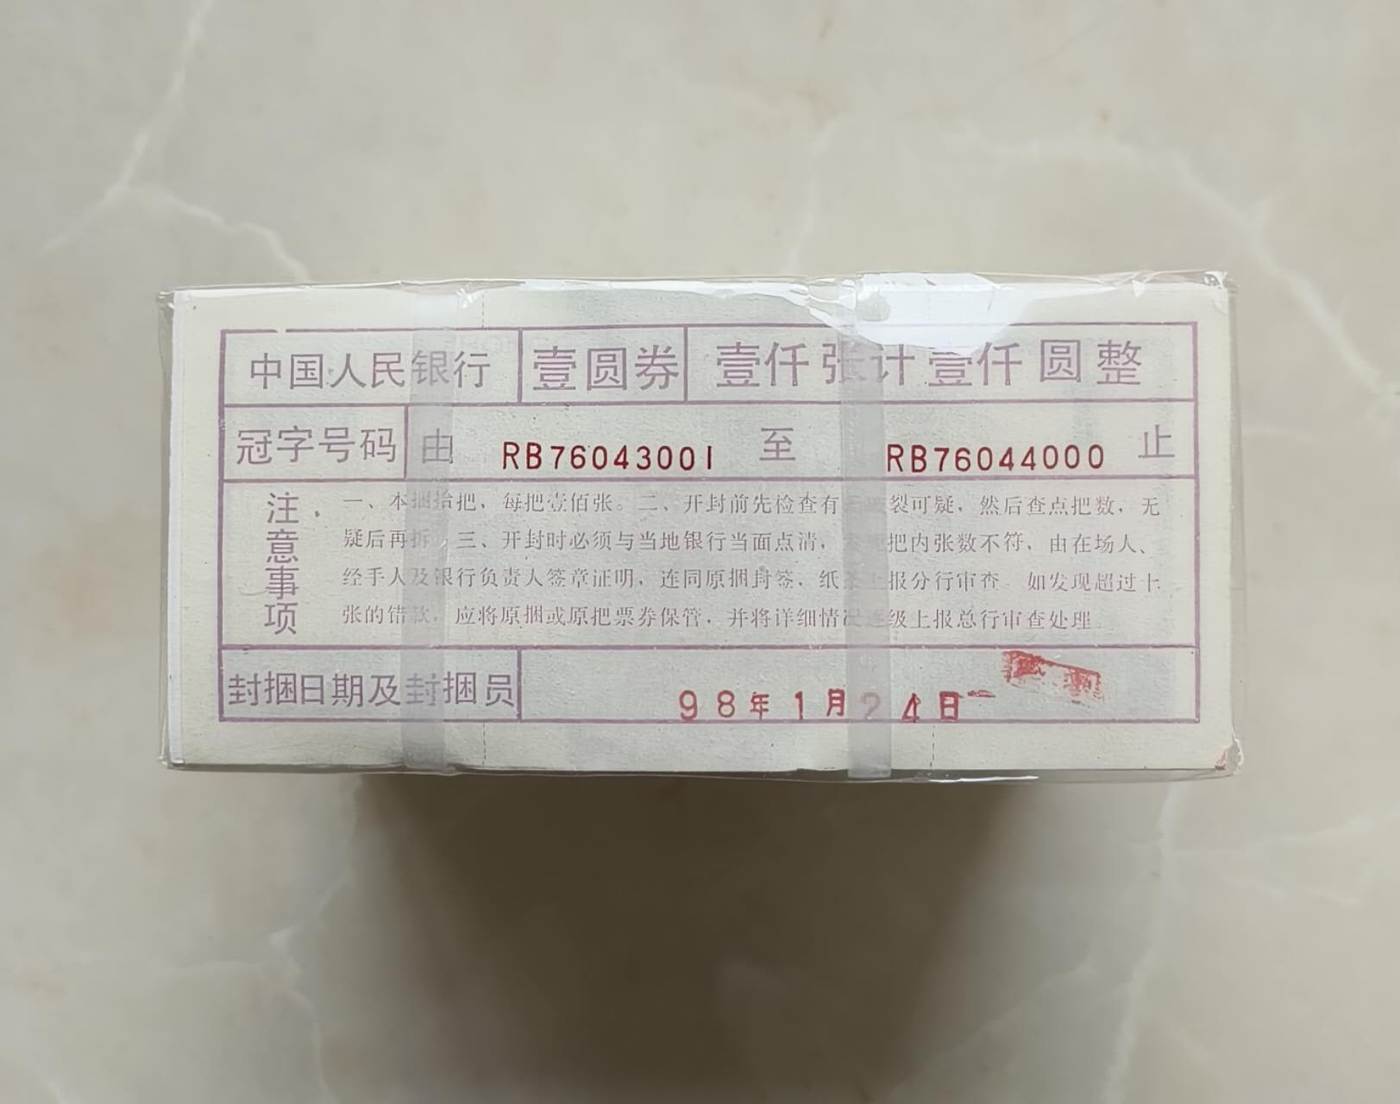 中国人民银行 壹圆券 壹仟张计壹仟圆整
冠字号码 由 RB76043001 至 RB76044000 止
注意事项
一、本捆拾把，每把壹佰张。二、开封前先检查有 裂可疑，然后查点把数，无
疑后再拆 三、开封时必须与当地银行当面点清， 把内张数不符，由在场人、
经手人及银行负责人签章证明，连同原捆封签，纸条上报分行审查 如发现超过十
张的错款，应将原捆或原把票券保管，并将详细情况 级上报总行审查处理
封捆日期及封捆员 98年1月24日